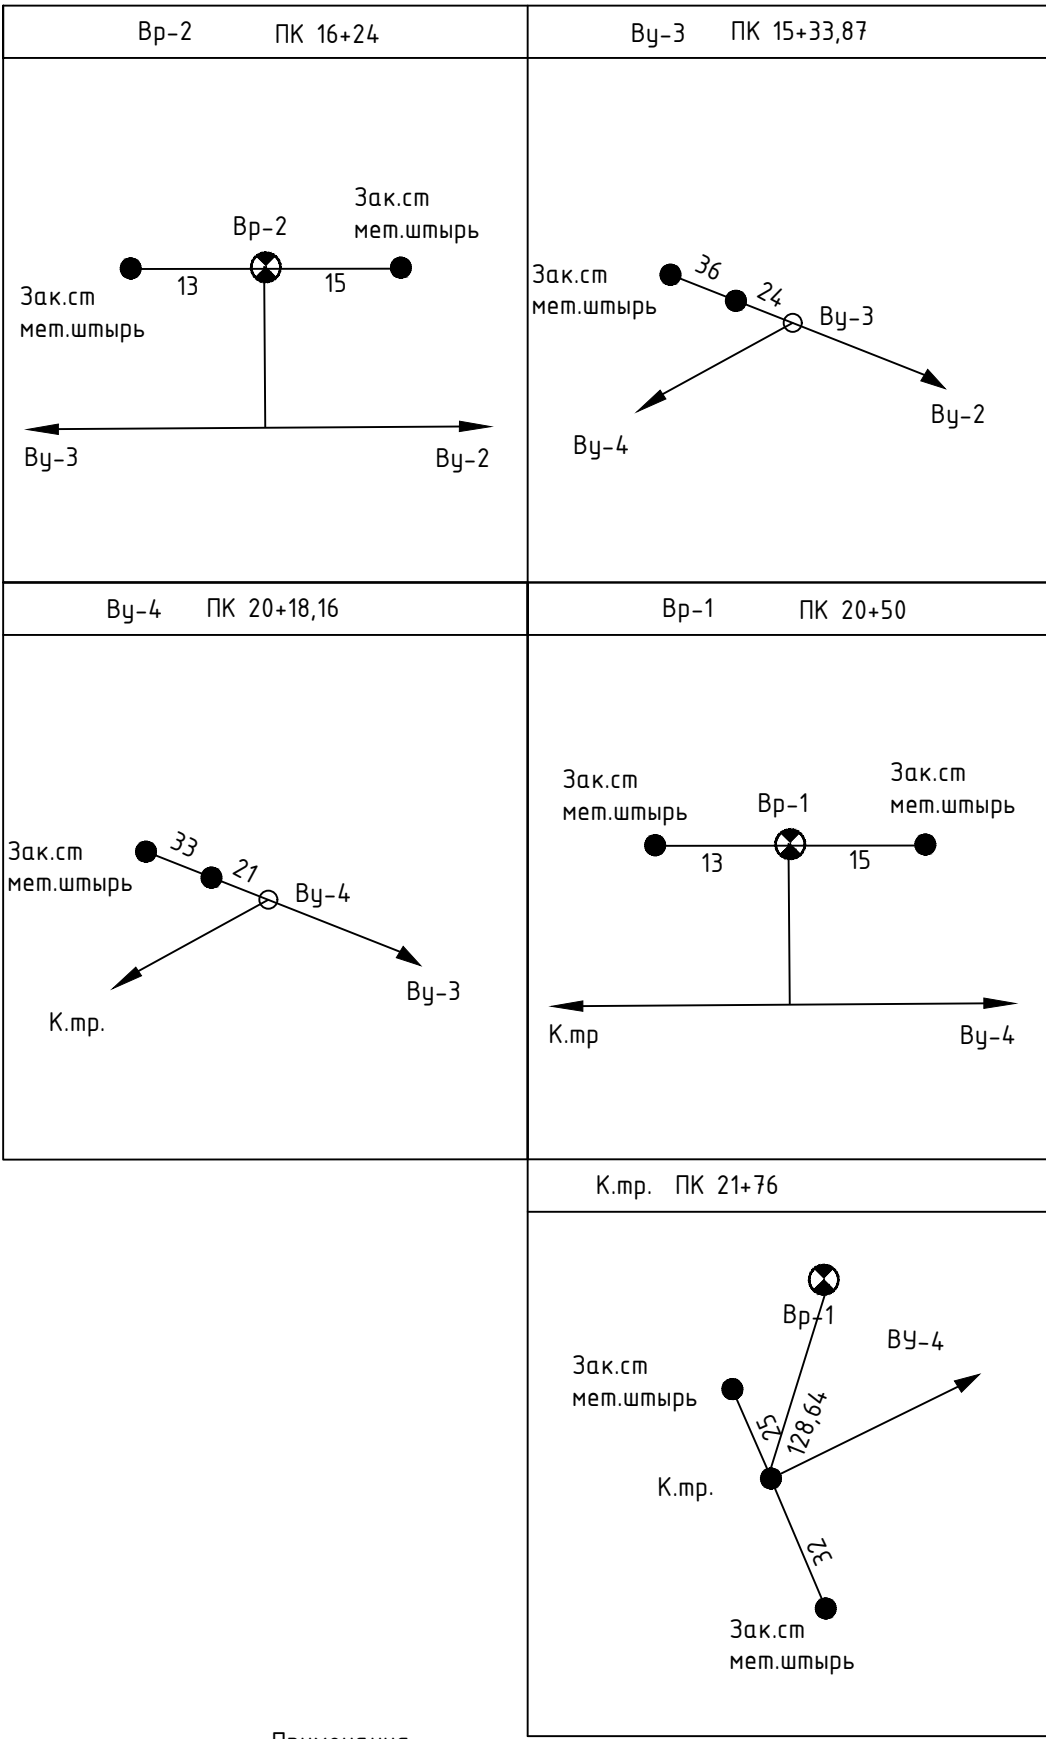 Вр-2 ПК 16+24
Зак.ст
мет.штырь
Вр-2
13
15
Зак.ст
мет.штырь
Ву-3
Ву-2
Ву-3 ПК 15+33,87
Зак.ст
мет.штырь
36
24
Ву-3
Ву-2
Ву-4
Ву-4 ПК 20+18,16
Зак.ст
мет.штырь
33
21
Ву-4
Ву-3
К.тр.
Вр-1 ПК 20+50
Зак.ст
мет.штырь
Вр-1
Зак.ст
мет.штырь
13
15
К.тр
Ву-4
К.тр. ПК 21+76
Вр-1
ВУ-4
Зак.ст
мет.штырь
25
128,64
К.тр.
32
Зак.ст
мет.штырь